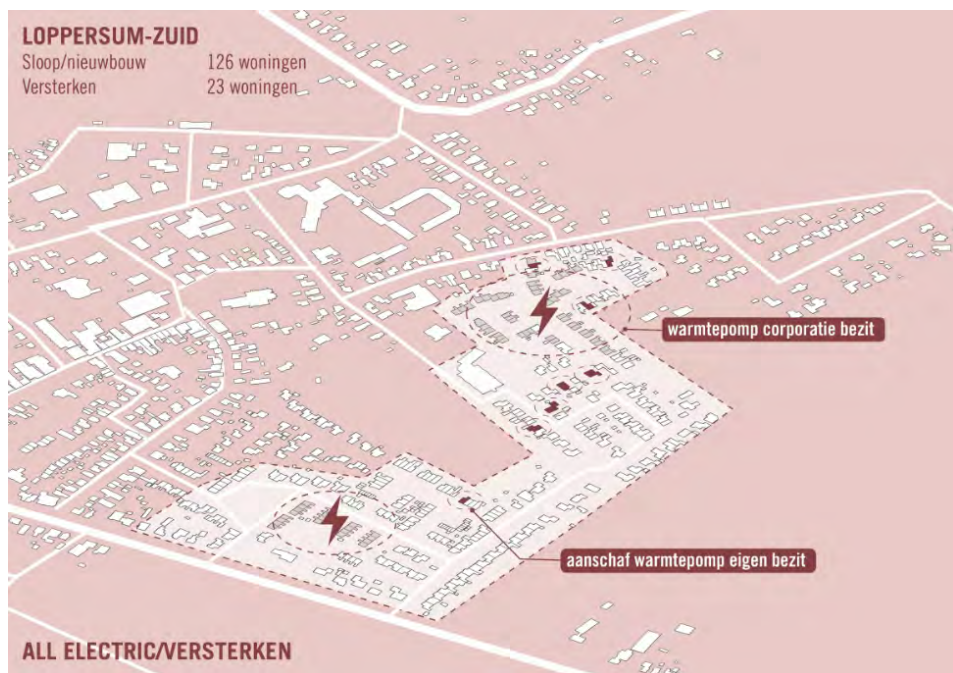 LOPPERSUM-ZUID
Sloop/nieuwbouw 126 woningen
Versterken 23 woningen
warmtepomp corporatie bezit
aanschaf warmtepomp eigen bezit
ALL ELECTRIC/VERSTERKEN